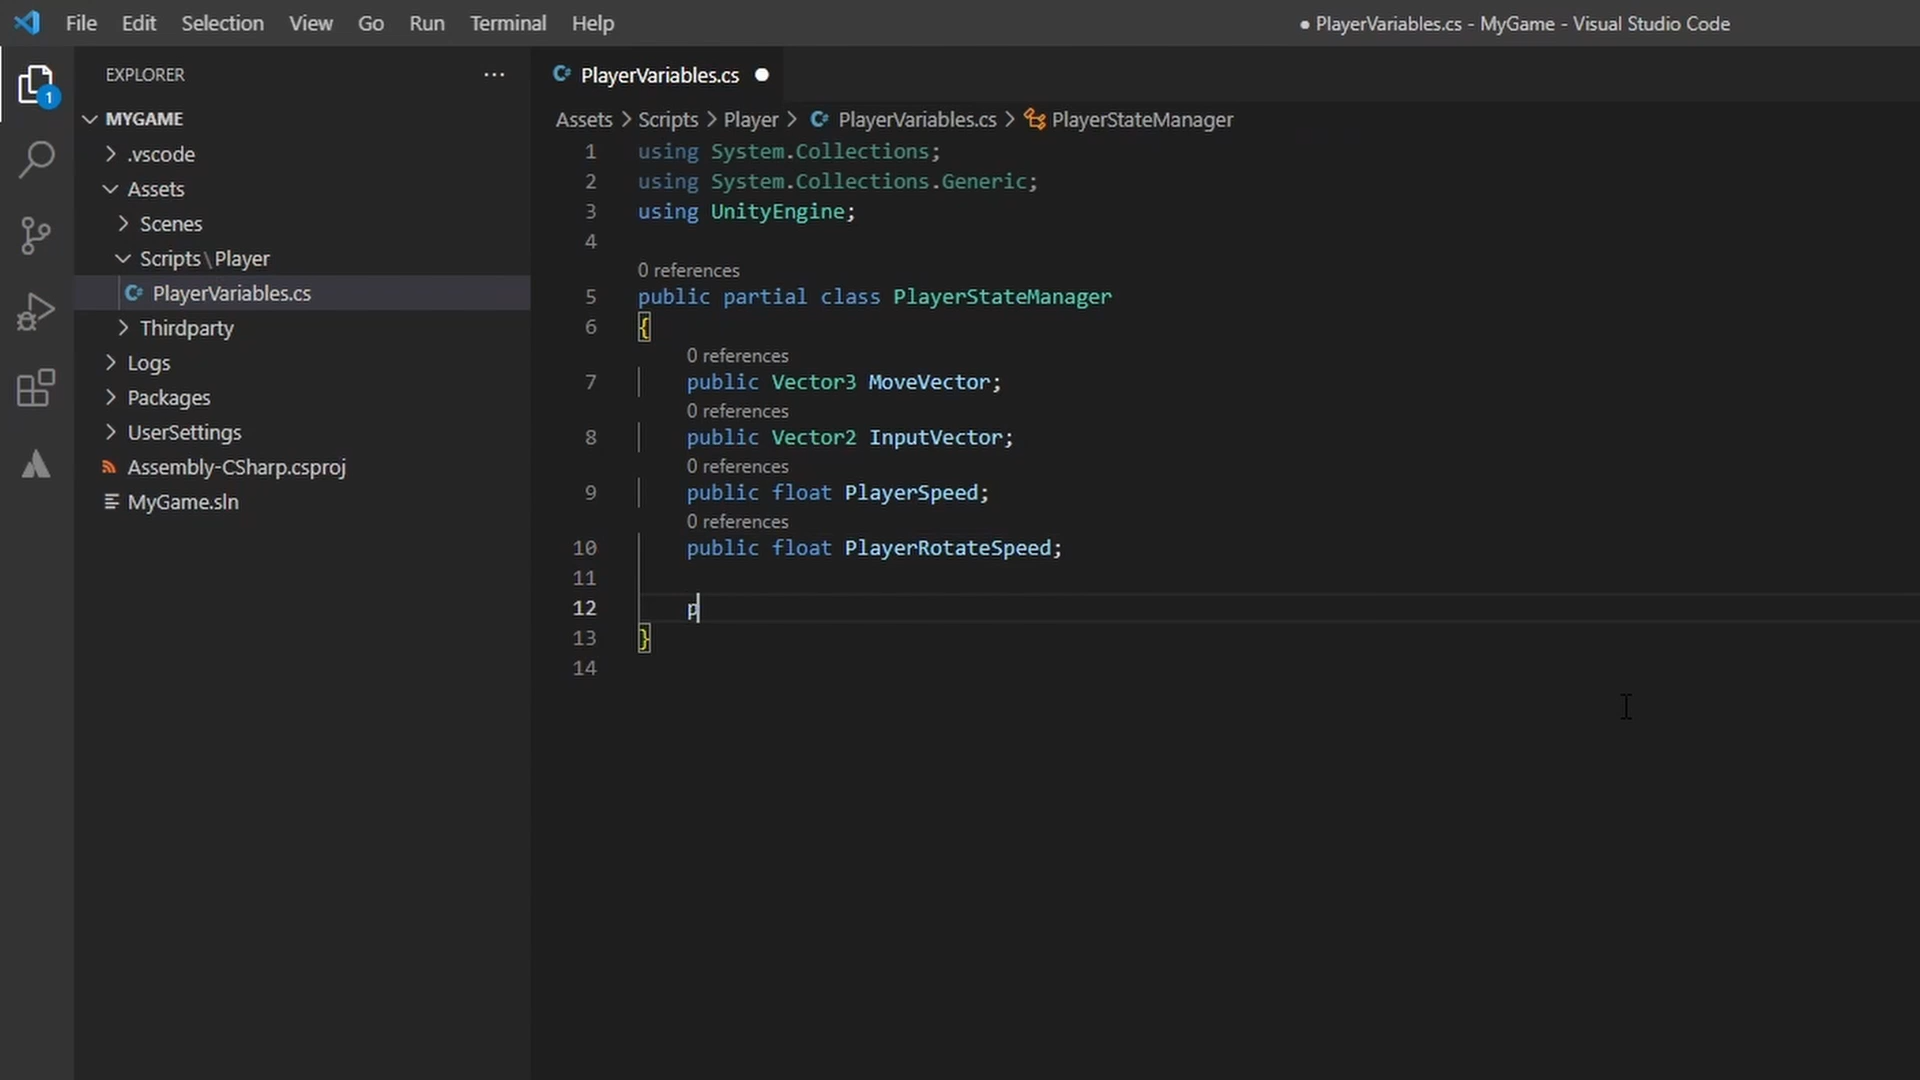 File Edit Selection View Go Run Terminal Help
● PlayerVariables.cs - MyGame - Visual Studio Code
1
EXPLORER
MYGAME
.vscode
Assets
Scenes
Scripts\Player
PlayerVariables.cs
Thirdparty
Logs
Packages
UserSettings
Assembly-CSharp.csproj
MyGame.sln
PlayerVariables.cs
Assets > Scripts > Player > PlayerVariables.cs > PlayerStateManager
1 using System.Collections;
2 using System.Collections.Generic;
3 using UnityEngine;
4
0 references
5 public partial class PlayerStateManager
6 {
0 references
7 public Vector3 MoveVector;
0 references
8 public Vector2 InputVector;
0 references
9 public float PlayerSpeed;
0 references
10 public float PlayerRotateSpeed;
11
12 p
13 }
14